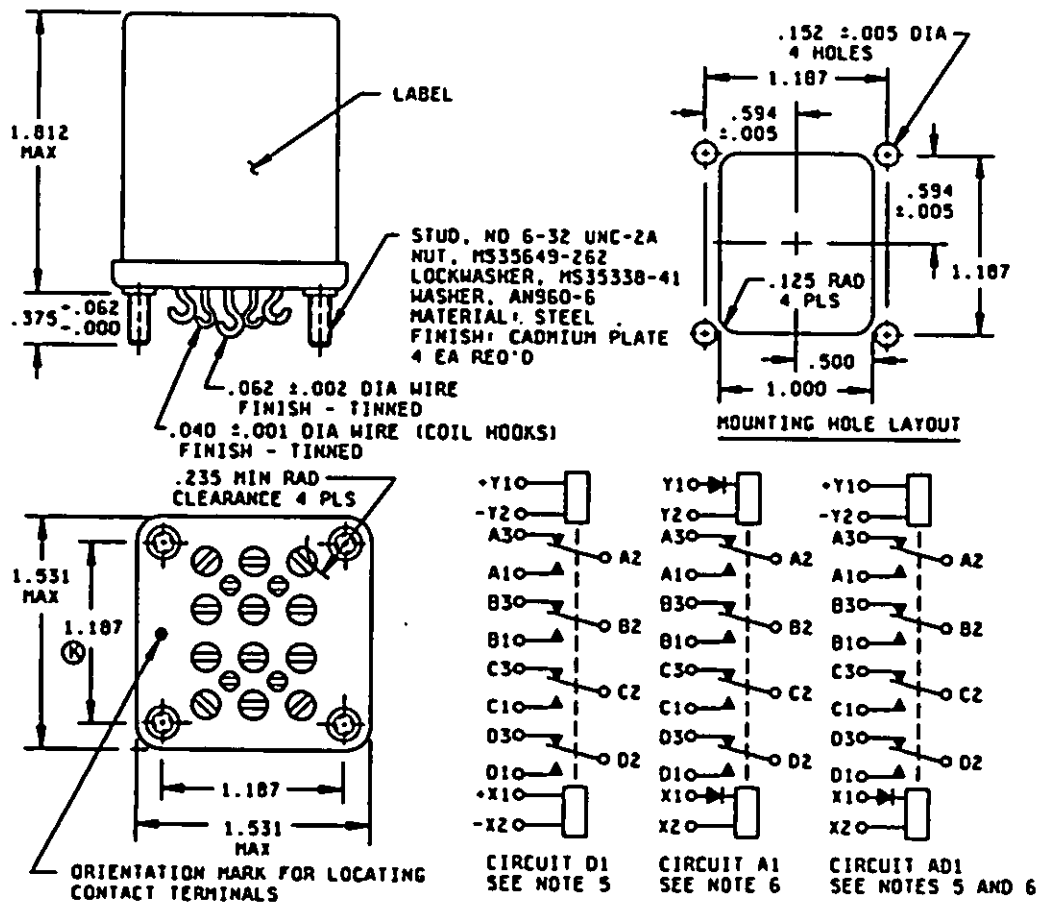 1.812
MAX
LABEL
.375 +.062
-.000
STUD, NO 6-32 UNC-2A
NUT, MS35649-262
LOCKWASHER, MS35338-41
WASHER, AN960-6
MATERIAL: STEEL
FINISH: CADMIUM PLATE
4 EA REQ'D
.062 ±.002 DIA WIRE
FINISH - TINNED
.040 ±.001 DIA WIRE (COIL HOOKS)
FINISH - TINNED
.152 ±.005 DIA
4 HOLES
1.187
.594
±.005
.594
±.005
1.187
.125 RAD
4 PLS
.500
1.000
MOUNTING HOLE LAYOUT
.235 MIN RAD
CLEARANCE 4 PLS
1.531
MAX
1.187
K
1.187
1.531
MAX
ORIENTATION MARK FOR LOCATING
CONTACT TERMINALS
+Y1
-Y2
A3
A2
A1
B3
B2
B1
C3
C2
C1
D3
D2
D1
+X1
-X2
CIRCUIT D1
SEE NOTE 5
Y1
Y2
A3
A2
A1
B3
B2
B1
C3
C2
C1
D3
D2
D1
X1
X2
CIRCUIT A1
SEE NOTE 6
+Y1
-Y2
A3
A2
A1
B3
B2
B1
C3
C2
C1
D3
D2
D1
X1
X2
CIRCUIT AD1
SEE NOTES 5 AND 6